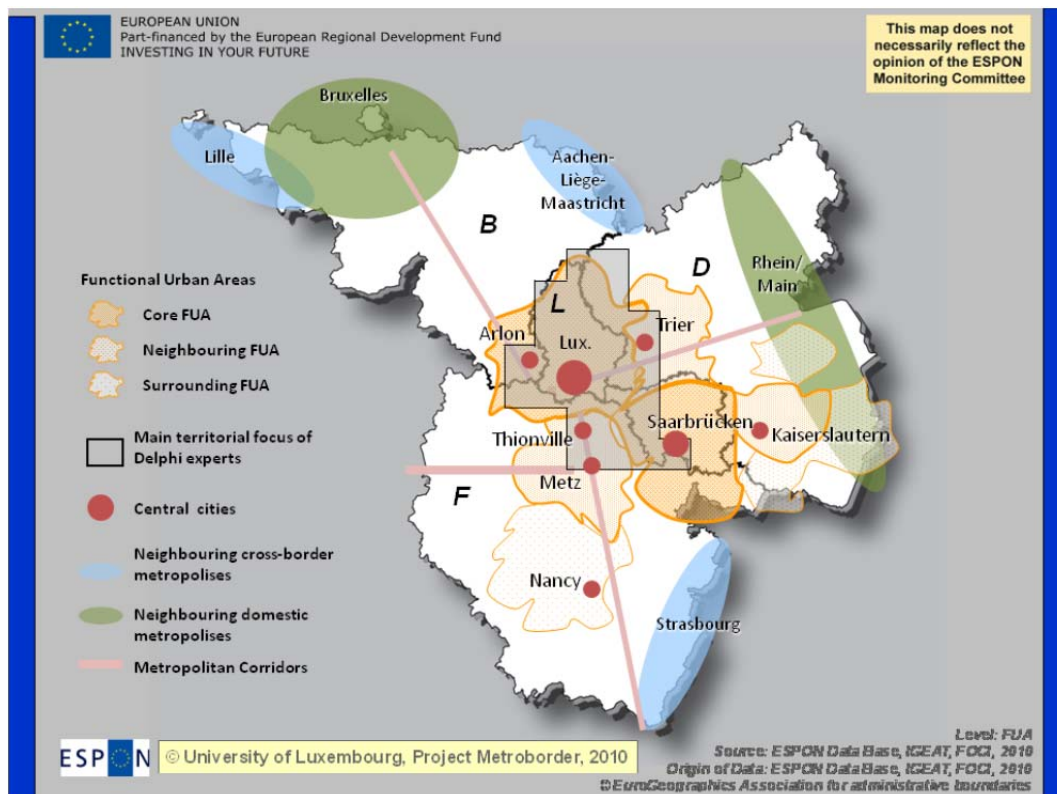 EUROPEAN UNION
Part-financed by the European Regional Development Fund
INVESTING IN YOUR FUTURE
This map does not
necessarily reflect the
opinion of the ESPON
Monitoring Committee
Bruxelles
Lille
Aachen-
Liège-
Maastricht
B
D
Rhein/
Main
Functional Urban Areas
Core FUA
Neighbouring FUA
Surrounding FUA
Main territorial focus of
Delphi experts
Central cities
Neighbouring cross-border
metropolises
Neighbouring domestic
metropolises
Metropolitan Corridors
L
Arlon
Lux.
Trier
Thionville
Saarbrücken
Kaiserslautern
Metz
F
Nancy
Strasbourg
ESPON
© University of Luxembourg, Project Metroborder, 2010
Level: FUA
Source: ESPON Data Base, IGEAT, FOCI, 2010
Origin of Data: ESPON Data Base, IGEAT, FOCI, 2010
© EuroGeographics Association for administrative boundaries